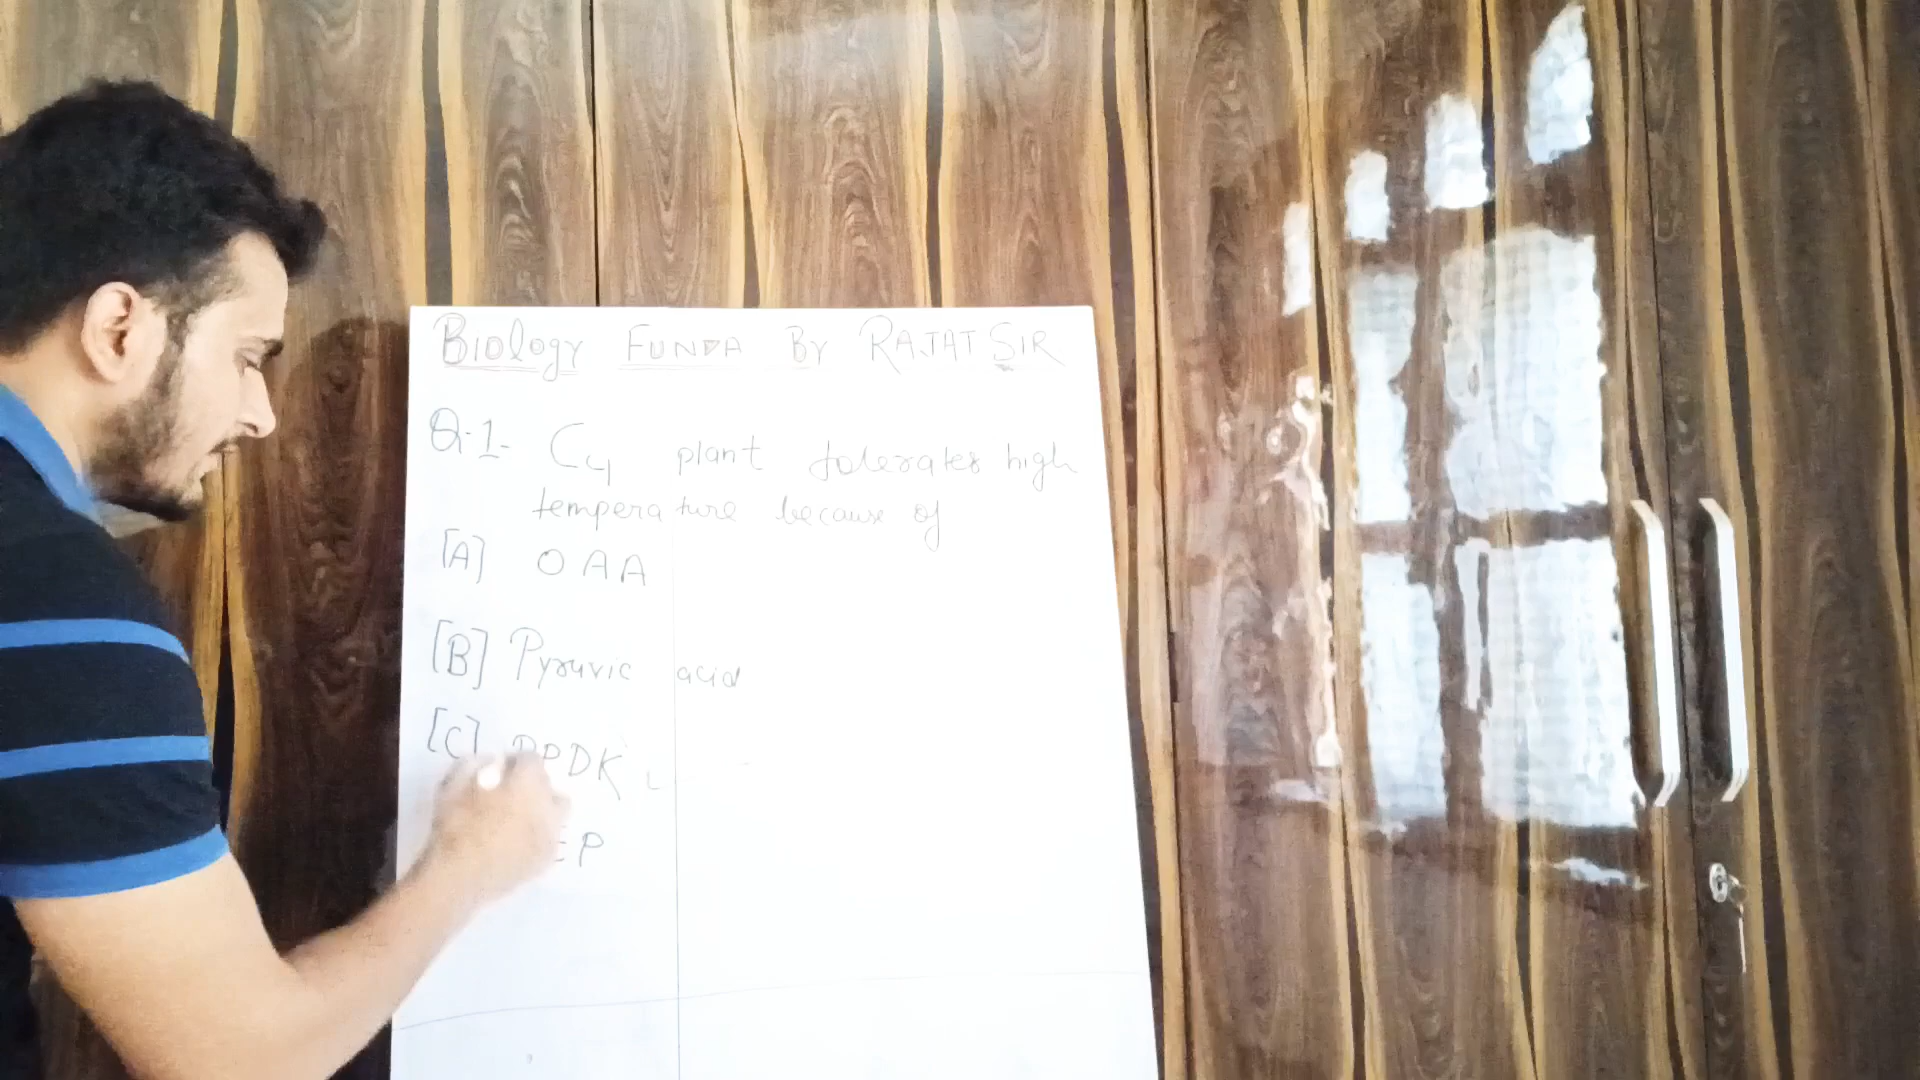 Biology FUNDA By RAJAT SIR
Q.1- C4 plant tolerates high
temperature because of
[A] OAA
[B] Pyruvic acid
[C] PPDK
EP